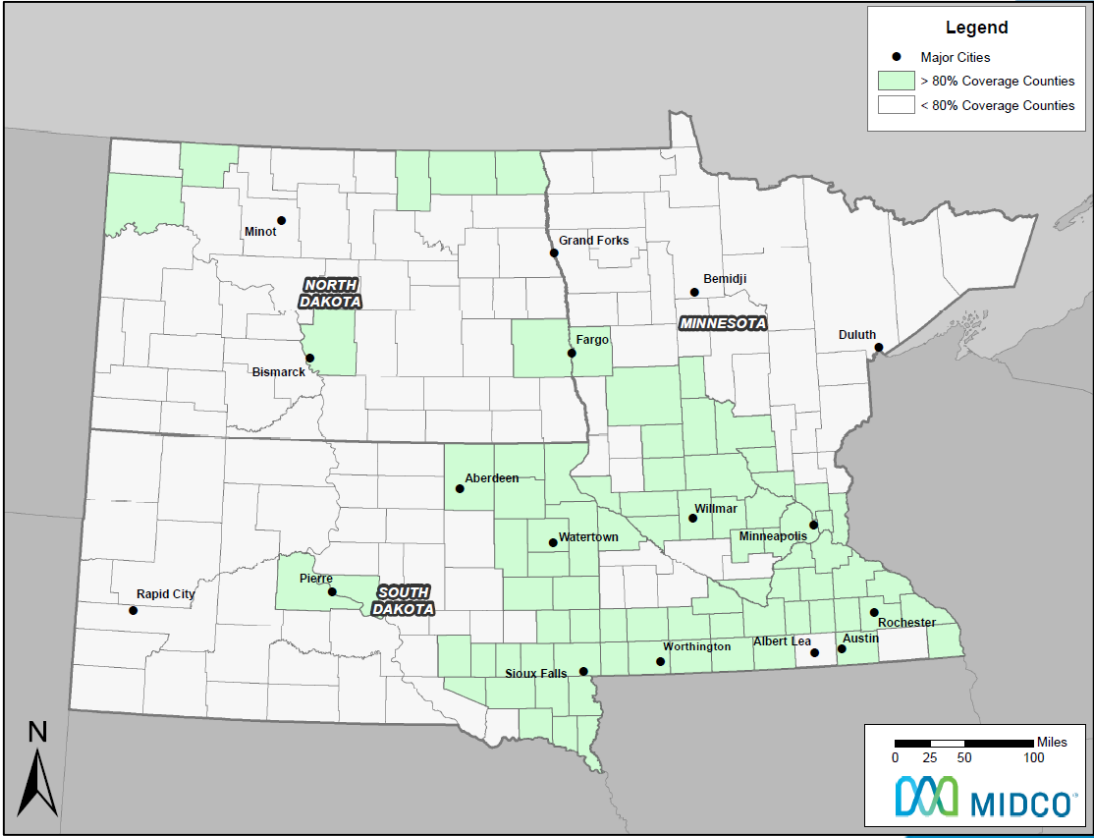 Legend
Major Cities
> 80% Coverage Counties
< 80% Coverage Counties
Minot
Grand Forks
NORTH
DAKOTA
Bemidji
MINNESOTA
Duluth
Fargo
Bismarck
Aberdeen
Willmar
Watertown
Minneapolis
Pierre
Rapid City
SOUTH
DAKOTA
Rochester
Albert Lea
Austin
Worthington
Sioux Falls
N
Miles
0 25 50 100
MIDCO